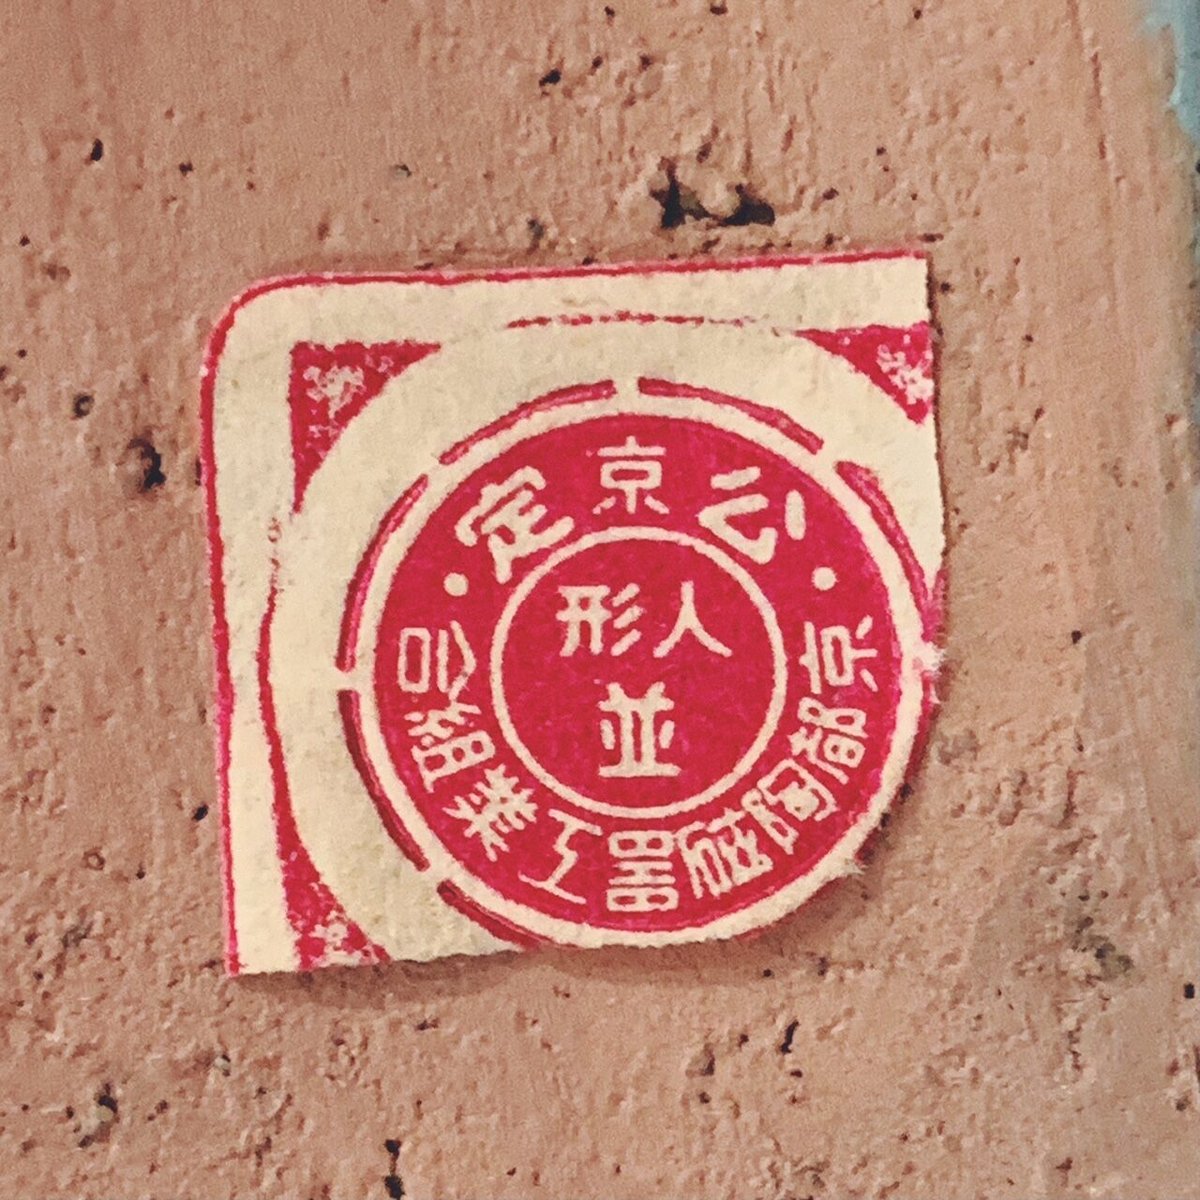 公京定
人形
並
京都陶磁器工業組合